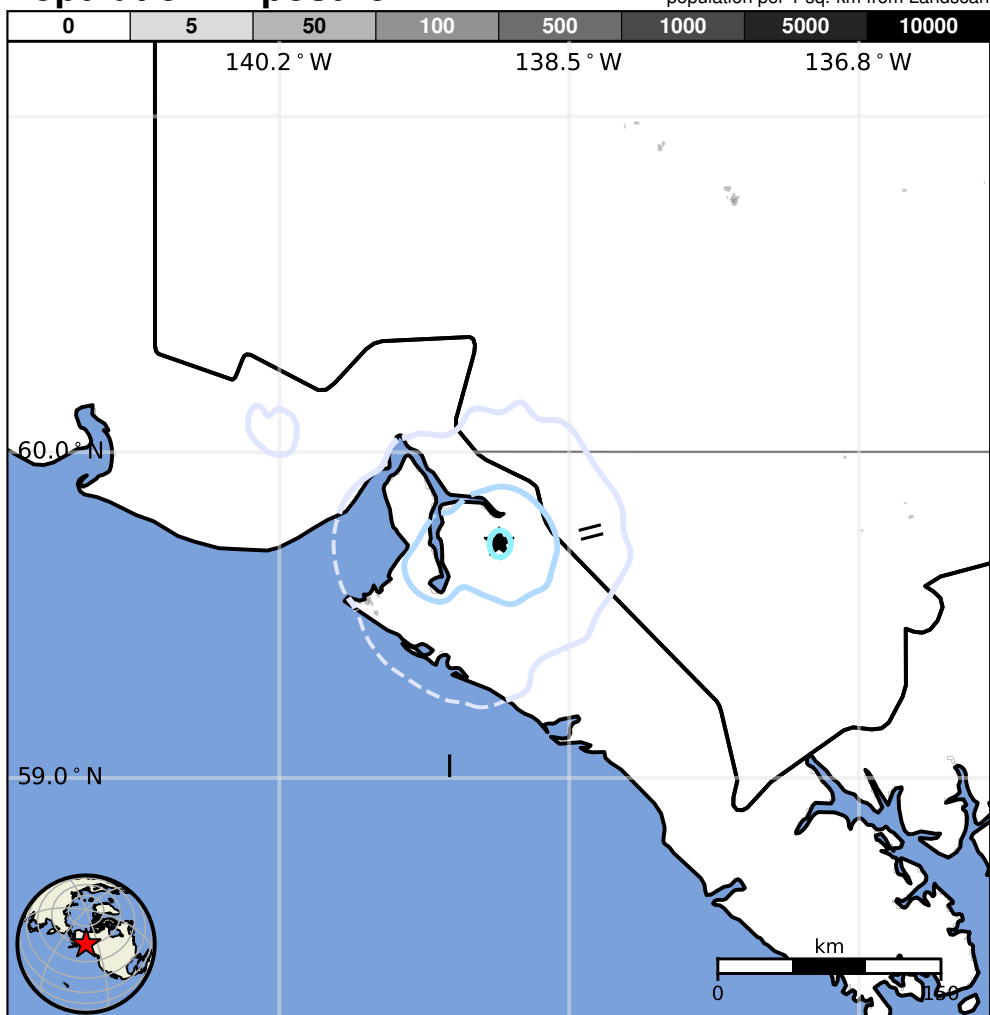 population per 1 sq. km from Landscan
0 5 50 100 500 1000 5000 10000
140.2°W 138.5°W 136.8°W
60.0°N
II
59.0°N
I
km
0 150